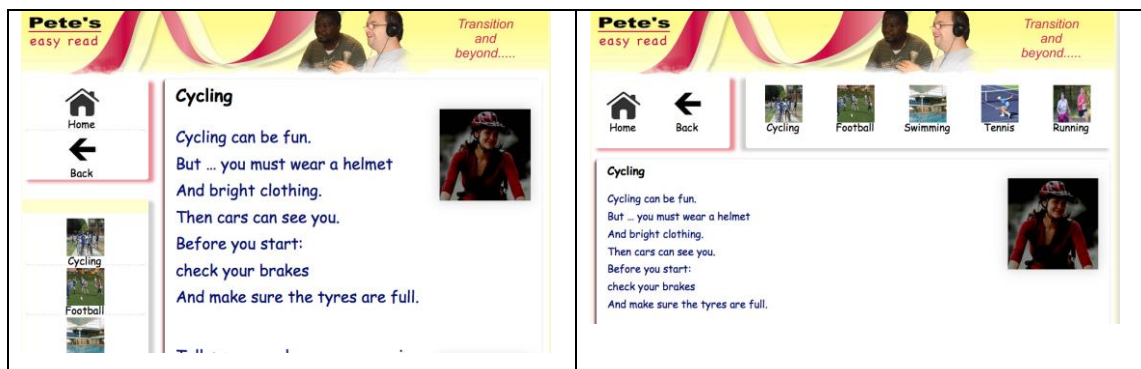 Pete's
easy read
Transition
and
beyond.....
Home
Back
Cycling
Football
Cycling
Cycling can be fun.
But ... you must wear a helmet
And bright clothing.
Then cars can see you.
Before you start:
check your brakes
And make sure the tyres are full.
Pete's
easy read
Transition
and
beyond.....
Home Back
Cycling Football Swimming Tennis Running
Cycling
Cycling can be fun.
But ... you must wear a helmet
And bright clothing.
Then cars can see you.
Before you start:
check your brakes
And make sure the tyres are full.